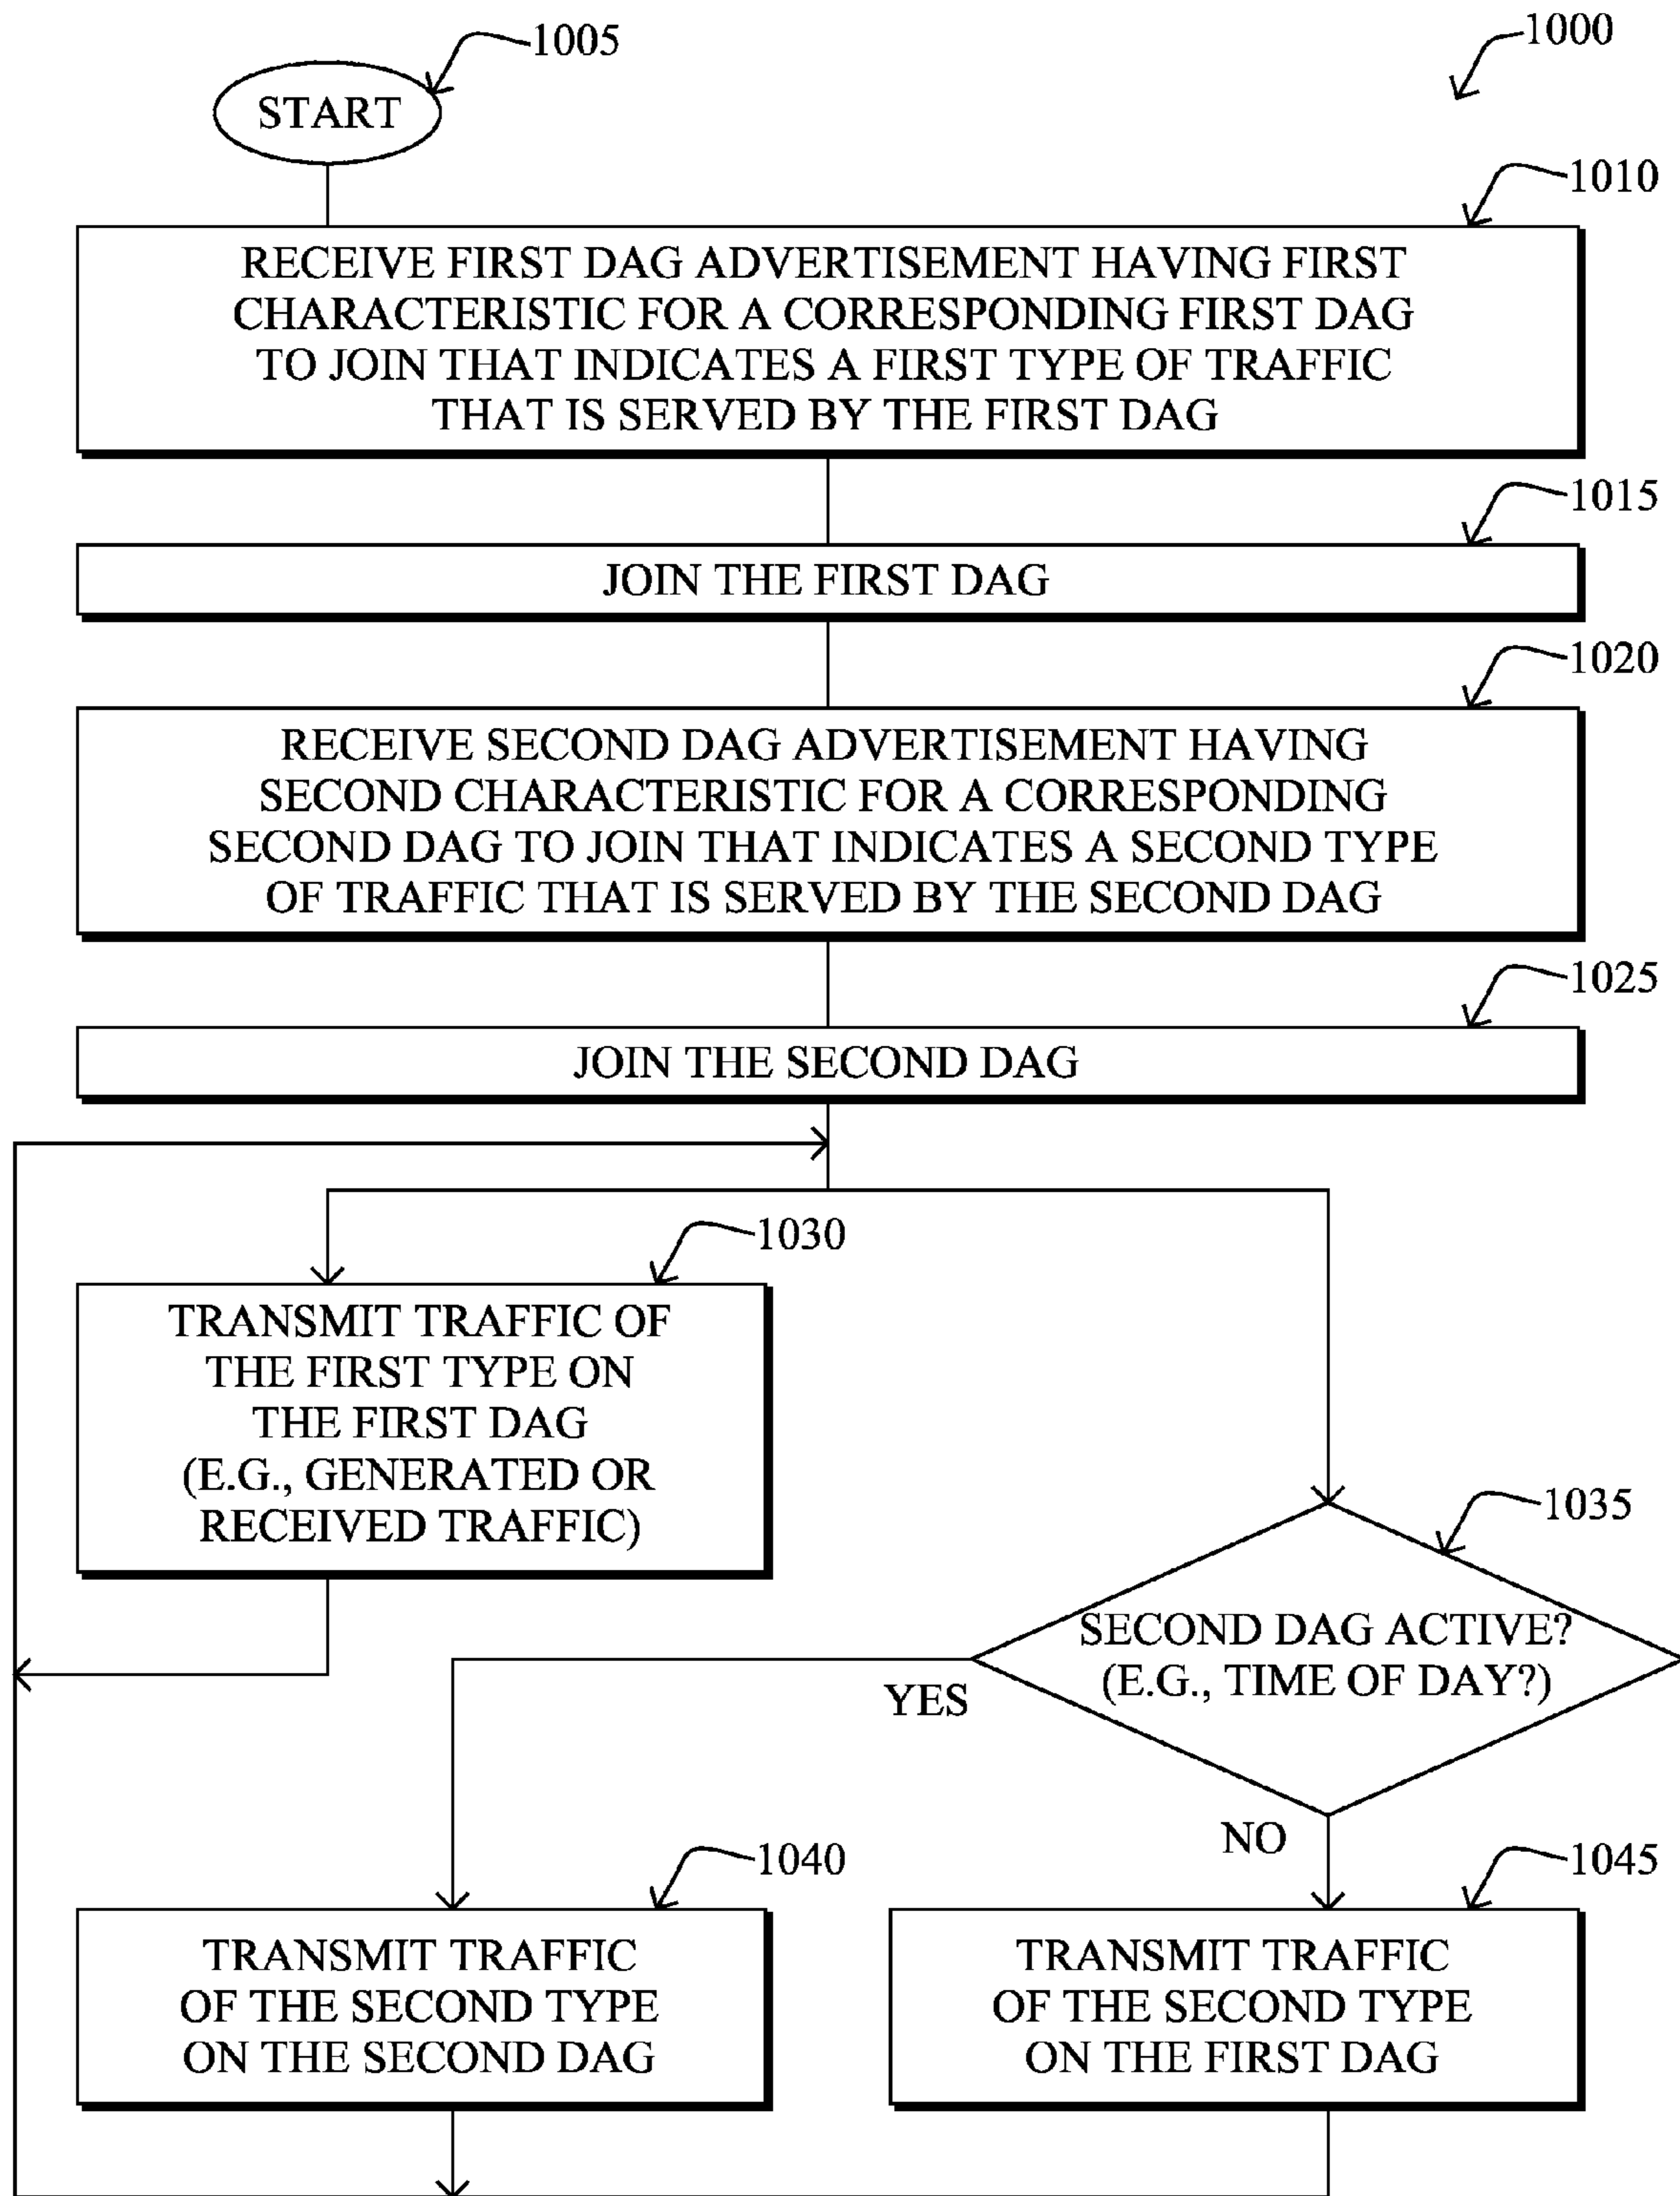 1005
1000
START
1010
RECEIVE FIRST DAG ADVERTISEMENT HAVING FIRST
CHARACTERISTIC FOR A CORRESPONDING FIRST DAG
TO JOIN THAT INDICATES A FIRST TYPE OF TRAFFIC
THAT IS SERVED BY THE FIRST DAG
1015
JOIN THE FIRST DAG
1020
RECEIVE SECOND DAG ADVERTISEMENT HAVING
SECOND CHARACTERISTIC FOR A CORRESPONDING
SECOND DAG TO JOIN THAT INDICATES A SECOND TYPE
OF TRAFFIC THAT IS SERVED BY THE SECOND DAG
1025
JOIN THE SECOND DAG
1030
TRANSMIT TRAFFIC OF
THE FIRST TYPE ON
THE FIRST DAG
(E.G., GENERATED OR
RECEIVED TRAFFIC)
1035
SECOND DAG ACTIVE?
(E.G., TIME OF DAY?)
YES
NO
1040
TRANSMIT TRAFFIC
OF THE SECOND TYPE
ON THE SECOND DAG
1045
TRANSMIT TRAFFIC
OF THE SECOND TYPE
ON THE FIRST DAG